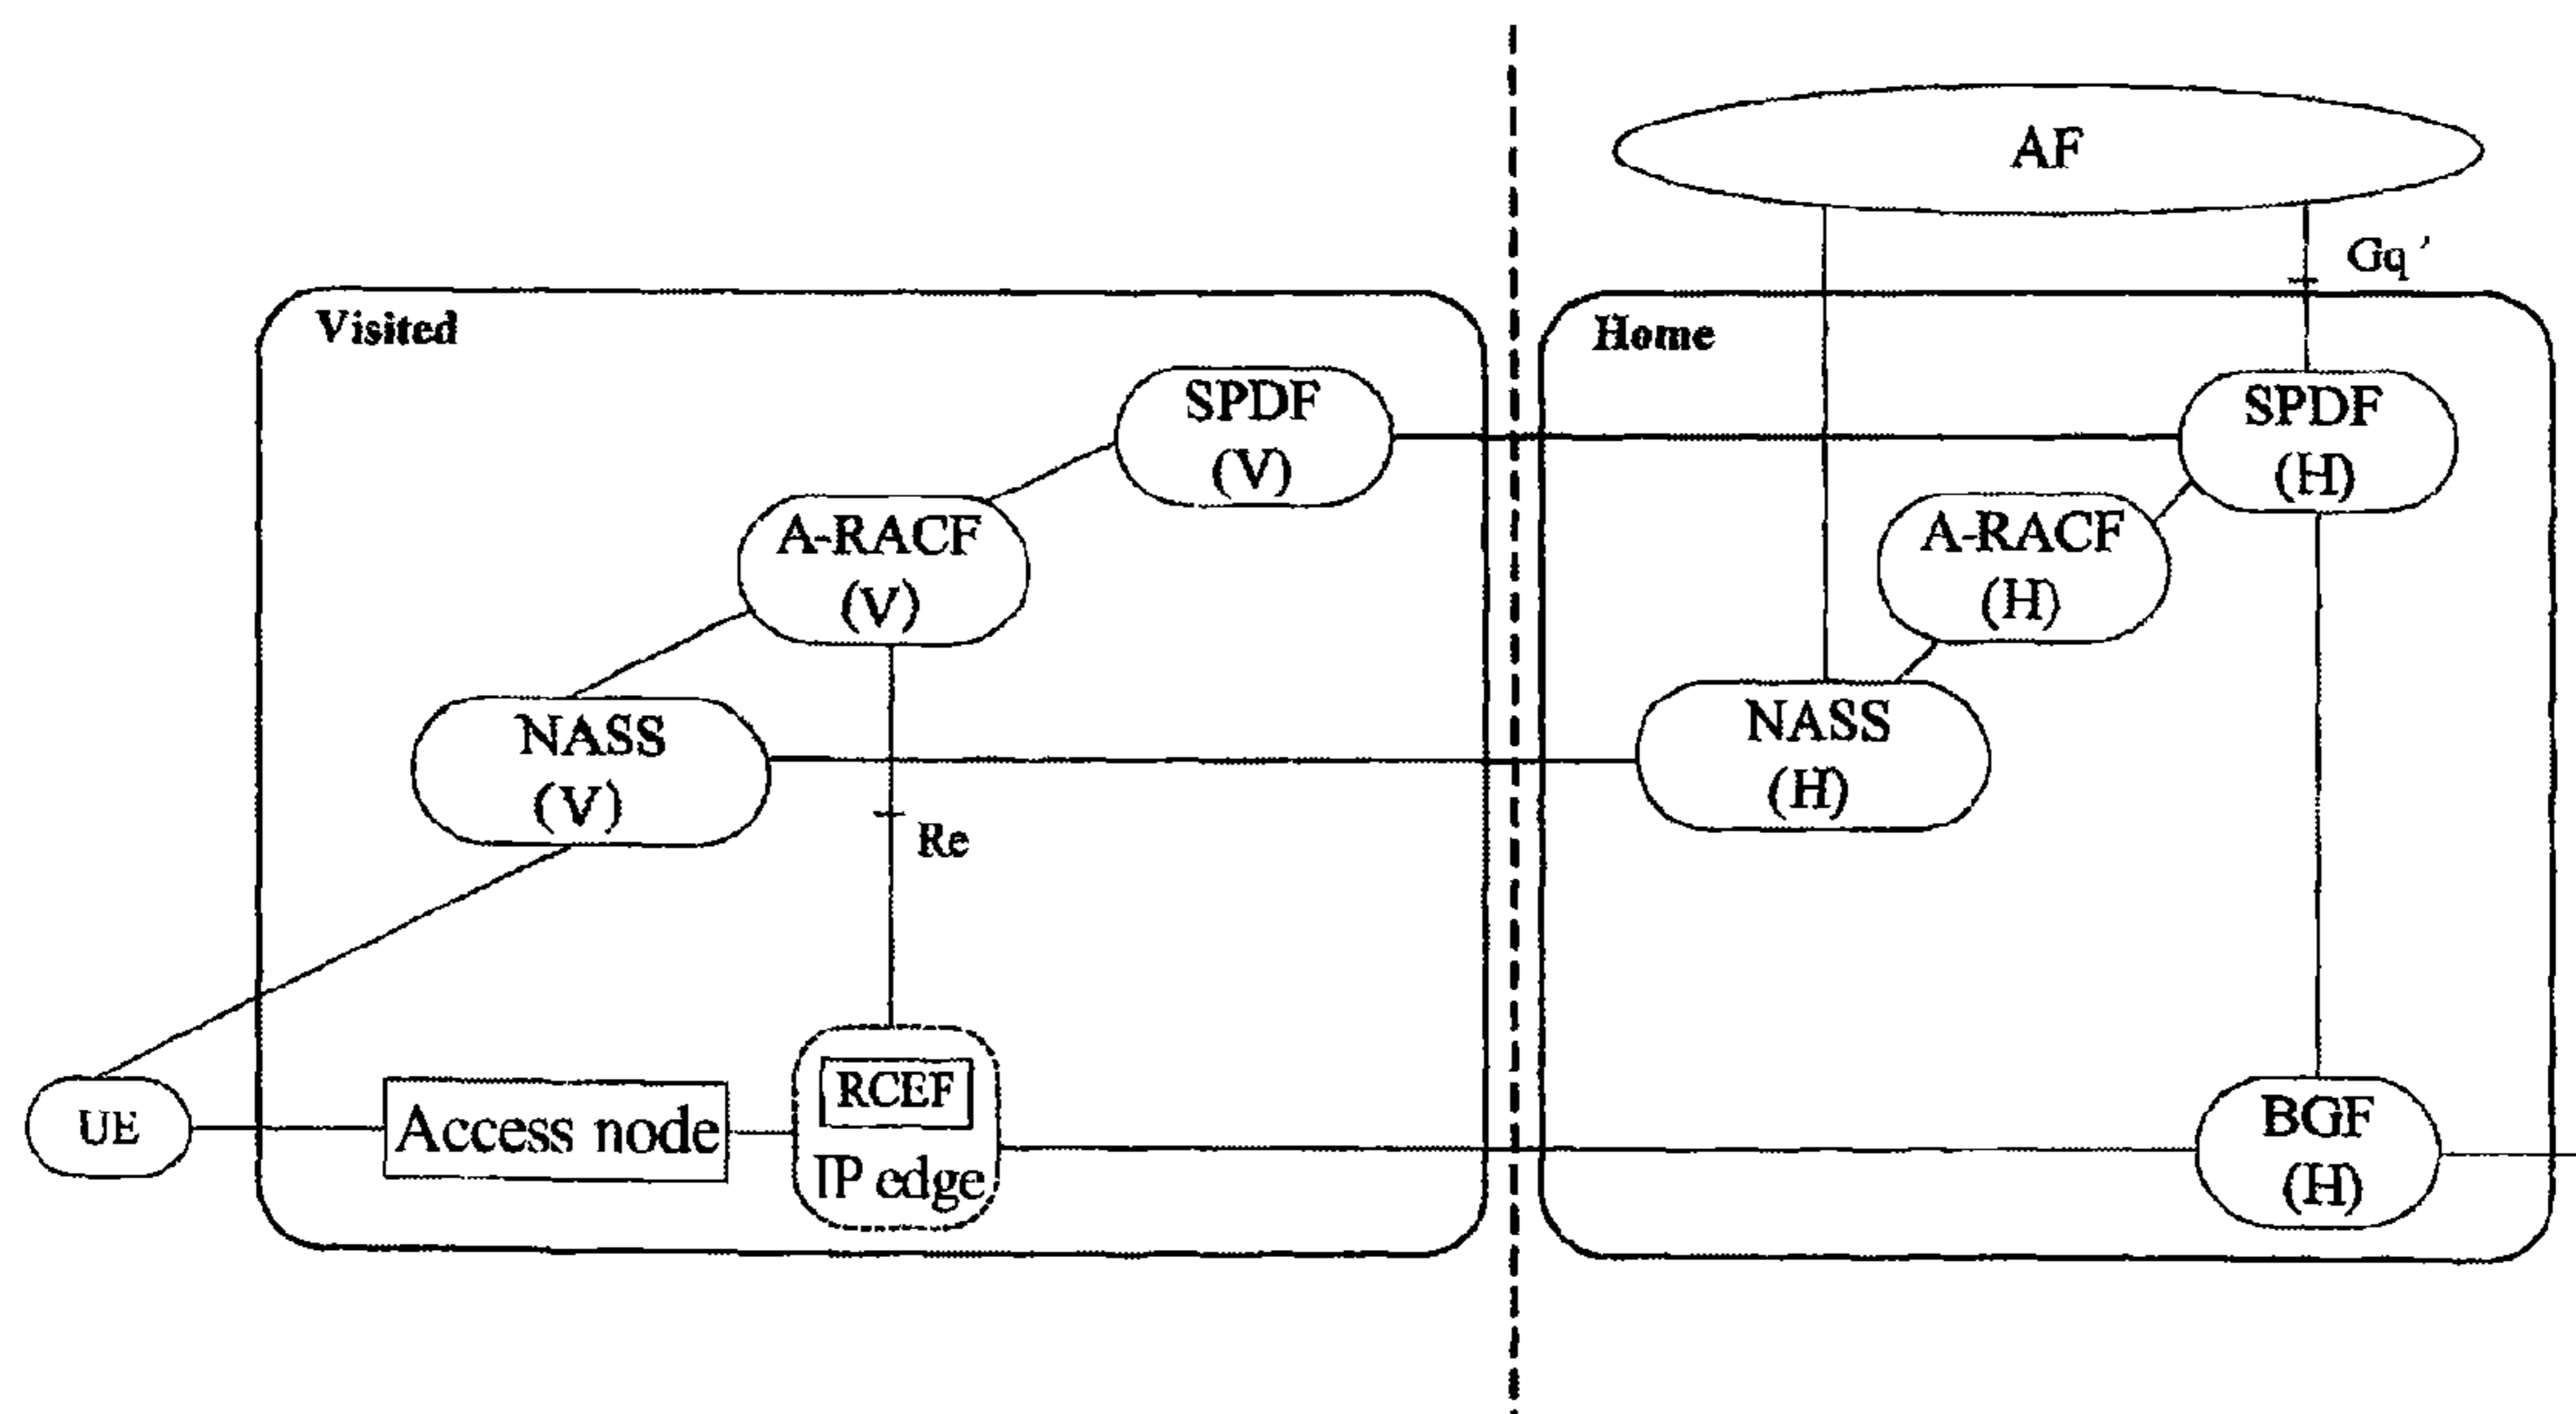 AF
Gq ′
Visited
Home
SPDF
(V)
SPDF
(H)
A-RACF
(V)
A-RACF
(H)
NASS
(V)
NASS
(H)
Re
UE
Access node
RCEF
IP edge
BGF
(H)